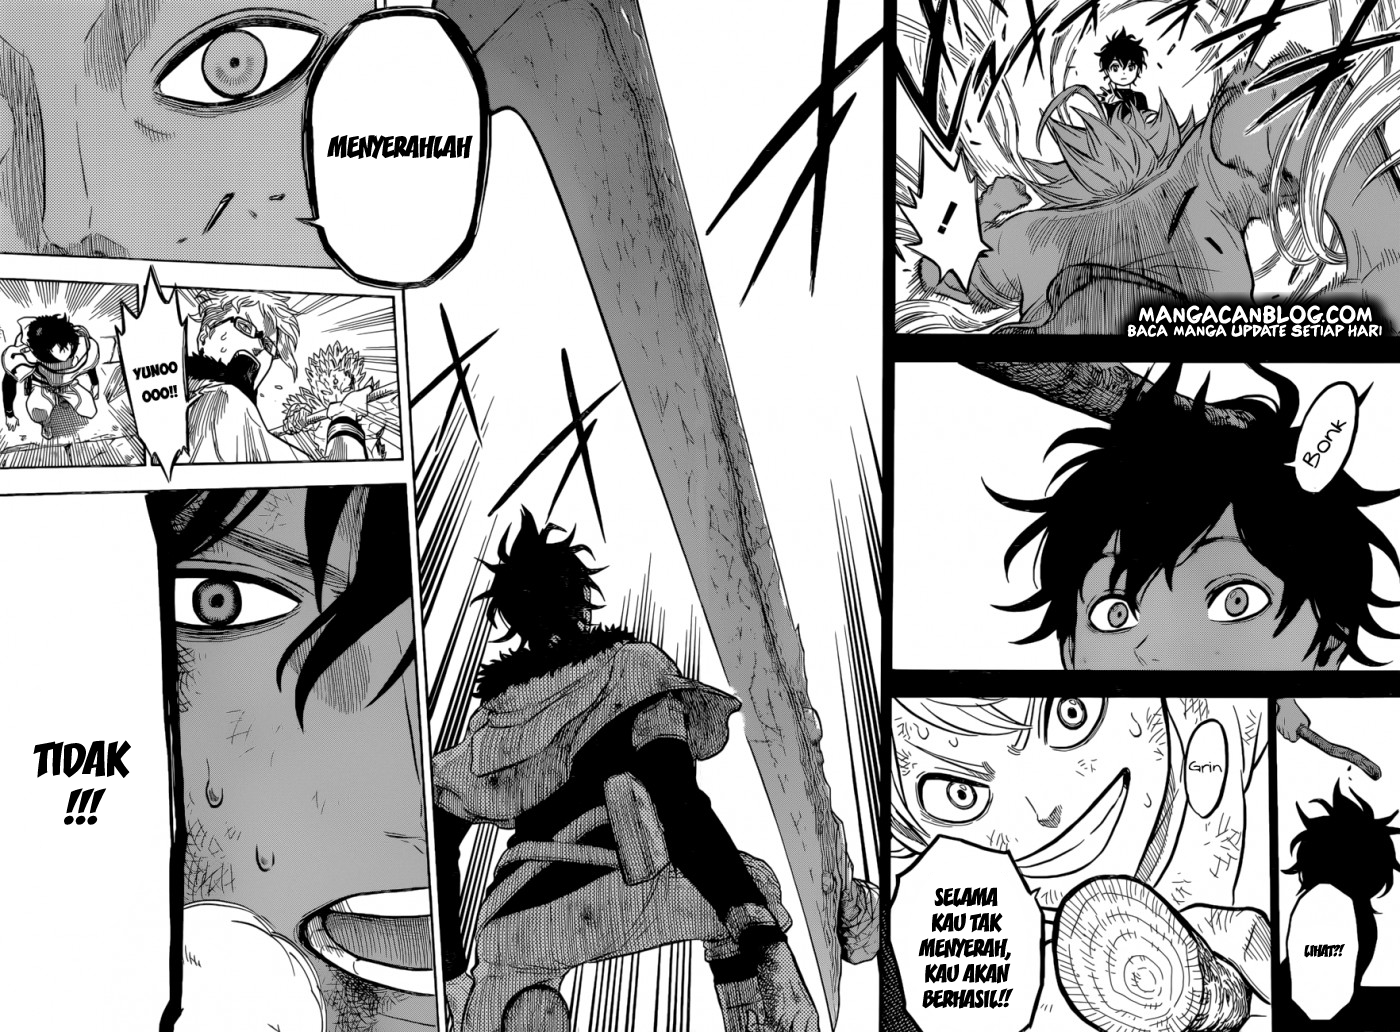 !
MANGACANBLOG.COM
BACA MANGA UPDATE SETIAP HARI
Bonk
Grin
SELAMA
KAU TAK
MENYERAH,
KAU AKAN
BERHASIL!!
LIHAT?!
MENYERAHLAH
YUNOO
OOO!!
TIDAK
!!!